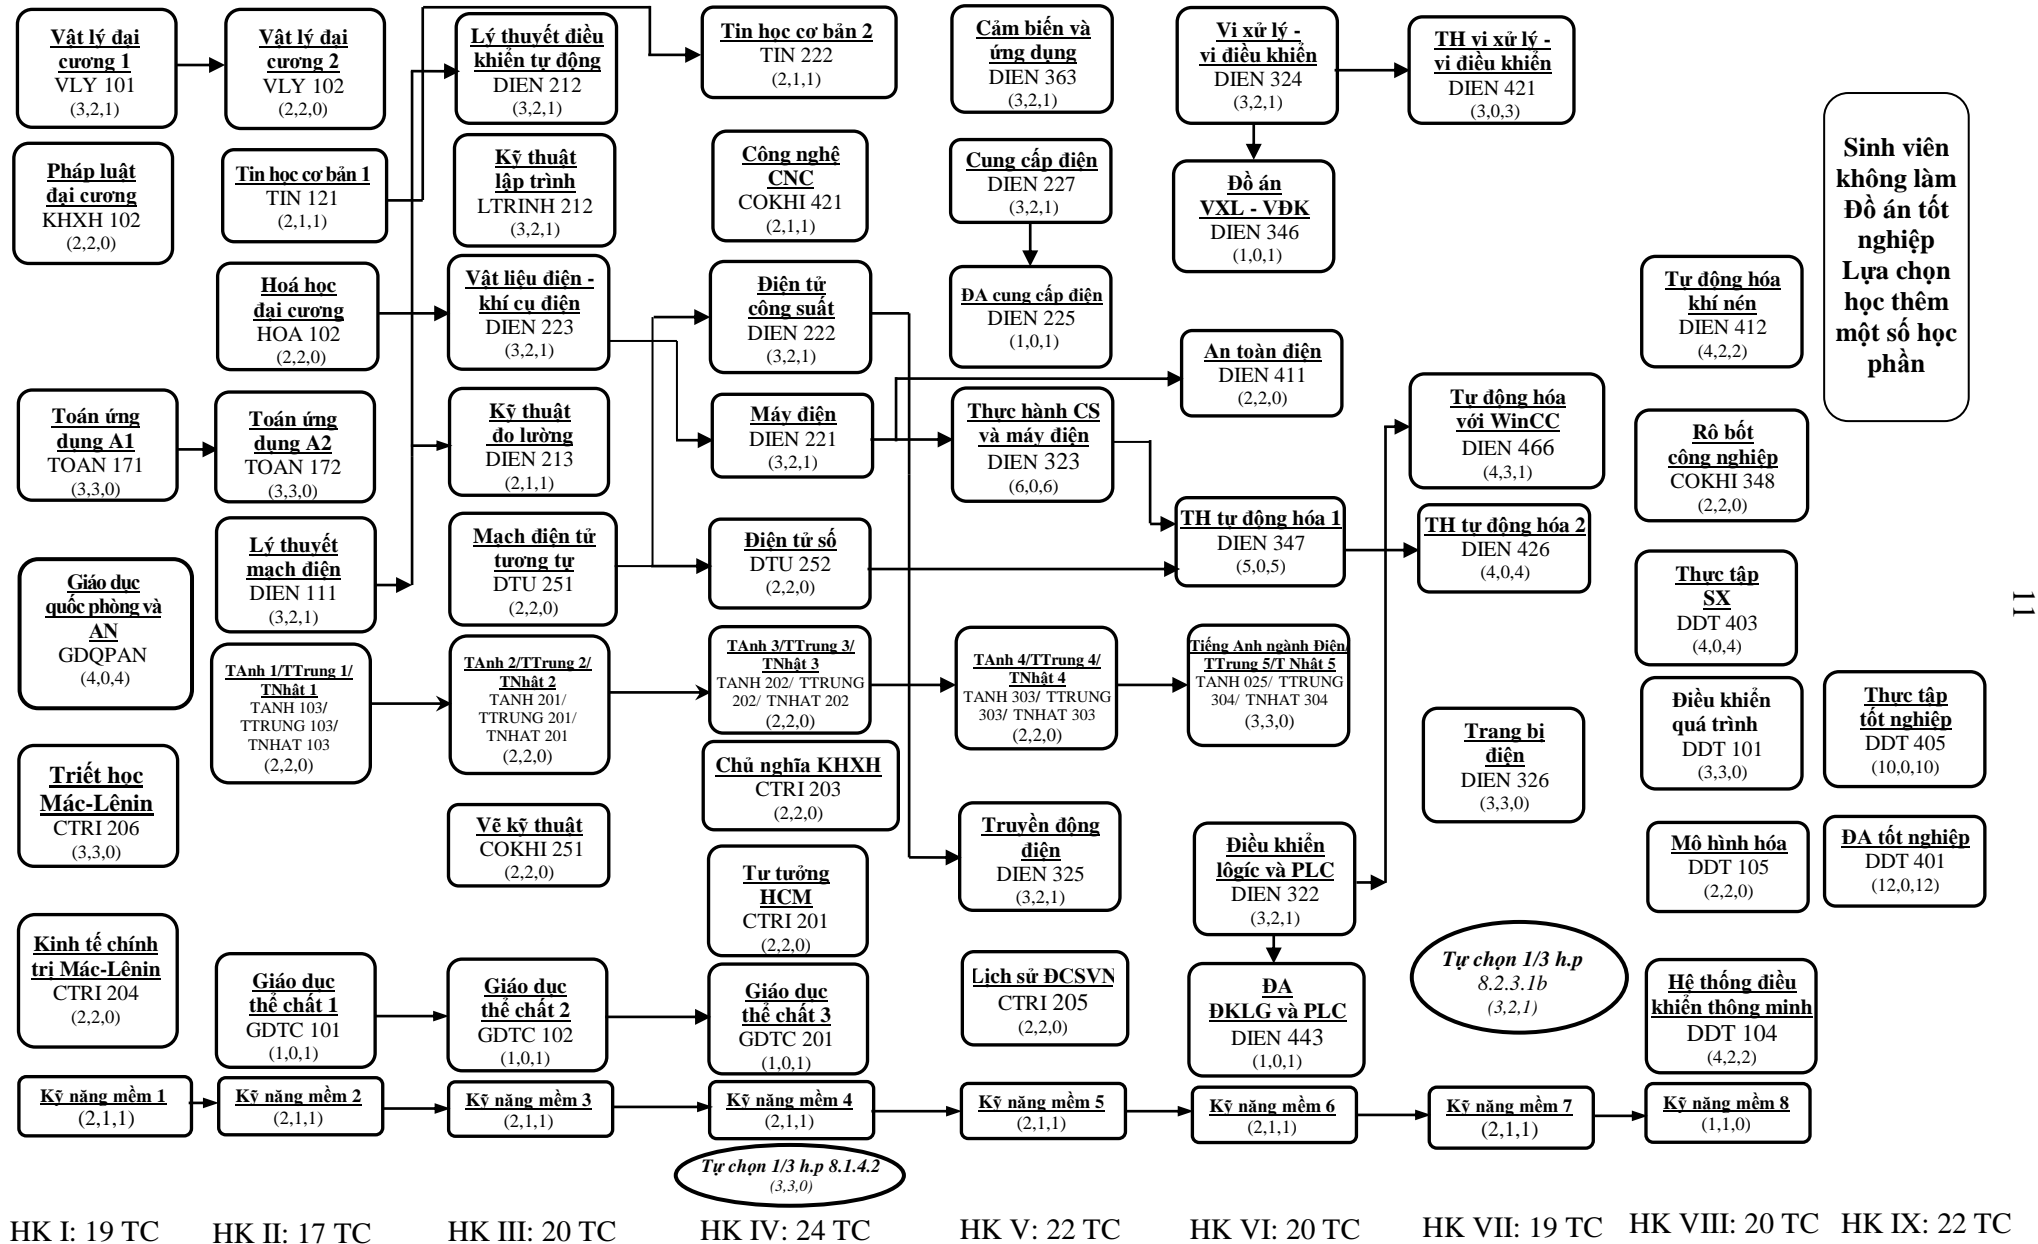 Vật lý đại
cương 1
VLY 101
(3,2,1)
Pháp luật
đại cương
KHXH 102
(2,2,0)
Toán ứng
dụng A1
TOAN 171
(3,3,0)
Giáo dục
quốc phòng và
AN
GDQPAN
(4,0,4)
Triết học
Mác-Lênin
CTRI 206
(3,3,0)
Kinh tế chính
trị Mác-Lênin
CTRI 204
(2,2,0)
Kỹ năng mềm 1
(2,1,1)
HK I: 19 TC
Vật lý đại
cương 2
VLY 102
(2,2,0)
Tin học cơ bản 1
TIN 121
(2,1,1)
Hoá học
đại cương
HOA 102
(2,2,0)
Toán ứng
dụng A2
TOAN 172
(3,3,0)
Lý thuyết
mạch điện
DIEN 111
(3,2,1)
TAnh 1/TTrung 1/
TNhật 1
TANH 103/
TTRUNG 103/
TNHAT 103
(2,2,0)
Giáo dục
thể chất 1
GDTC 101
(1,0,1)
Kỹ năng mềm 2
(2,1,1)
HK II: 17 TC
Lý thuyết điều
khiển tự động
DIEN 212
(3,2,1)
Kỹ thuật
lập trình
LTRINH 212
(3,2,1)
Vật liệu điện -
khí cụ điện
DIEN 223
(3,2,1)
Kỹ thuật
đo lường
DIEN 213
(2,1,1)
Mạch điện tử
tương tự
DTU 251
(2,2,0)
TAnh 2/TTrung 2/
TNhật 2
TANH 201/
TTRUNG 201/
TNHAT 201
(2,2,0)
Vẽ kỹ thuật
COKHI 251
(2,2,0)
Giáo dục
thể chất 2
GDTC 102
(1,0,1)
Kỹ năng mềm 3
(2,1,1)
HK III: 20 TC
Tin học cơ bản 2
TIN 222
(2,1,1)
Công nghệ
CNC
COKHI 421
(2,1,1)
Điện tử
công suất
DIEN 222
(3,2,1)
Máy điện
DIEN 221
(3,2,1)
Điện tử số
DTU 252
(2,2,0)
TAnh 3/TTrung 3/
TNhật 3
TANH 202/ TTRUNG
202/ TNHAT 202
(2,2,0)
Chủ nghĩa KHXH
CTRI 203
(2,2,0)
Tư tưởng
HCM
CTRI 201
(2,2,0)
Giáo dục
thể chất 3
GDTC 201
(1,0,1)
Kỹ năng mềm 4
(2,1,1)
Tự chọn 1/3 h.p 8.1.4.2
(3,3,0)
HK IV: 24 TC
Cảm biến và
ứng dụng
DIEN 363
(3,2,1)
Cung cấp điện
DIEN 227
(3,2,1)
ĐA cung cấp điện
DIEN 225
(1,0,1)
Thực hành CS
và máy điện
DIEN 323
(6,0,6)
TAnh 4/TTrung 4/
TNhật 4
TANH 303/ TTRUNG
303/ TNHAT 303
(2,2,0)
Truyền động
điện
DIEN 325
(3,2,1)
Lịch sử ĐCSVN
CTRI 205
(2,2,0)
Kỹ năng mềm 5
(2,1,1)
HK V: 22 TC
Vi xử lý -
vi điều khiển
DIEN 324
(3,2,1)
Đồ án
VXL - VĐK
DIEN 346
(1,0,1)
An toàn điện
DIEN 411
(2,2,0)
TH tự động hóa 1
DIEN 347
(5,0,5)
Tiếng Anh ngành Điện/
TTrung 5/T Nhật 5
TANH 025/ TTRUNG
304/ TNHAT 304
(3,3,0)
Điều khiển
lôgíc và PLC
DIEN 322
(3,2,1)
ĐA
ĐKLG và PLC
DIEN 443
(1,0,1)
Kỹ năng mềm 6
(2,1,1)
HK VI: 20 TC
TH vi xử lý -
vi điều khiển
DIEN 421
(3,0,3)
Tự động hóa
với WinCC
DIEN 466
(4,3,1)
TH tự động hóa 2
DIEN 426
(4,0,4)
Trang bị
điện
DIEN 326
(3,3,0)
Tự chọn 1/3 h.p
8.2.3.1b
(3,2,1)
Kỹ năng mềm 7
(2,1,1)
HK VII: 19 TC
Tự động hóa
khí nén
DIEN 412
(4,2,2)
Rô bốt
công nghiệp
COKHI 348
(2,2,0)
Thực tập
SX
DDT 403
(4,0,4)
Điều khiển
quá trình
DDT 101
(3,3,0)
Mô hình hóa
DDT 105
(2,2,0)
Hệ thống điều
khiển thông minh
DDT 104
(4,2,2)
Kỹ năng mềm 8
(1,1,0)
HK VIII: 20 TC
Sinh viên
không làm
Đồ án tốt
nghiệp
Lựa chọn
học thêm
một số học
phần
Thực tập
tốt nghiệp
DDT 405
(10,0,10)
ĐA tốt nghiệp
DDT 401
(12,0,12)
HK IX: 22 TC
11